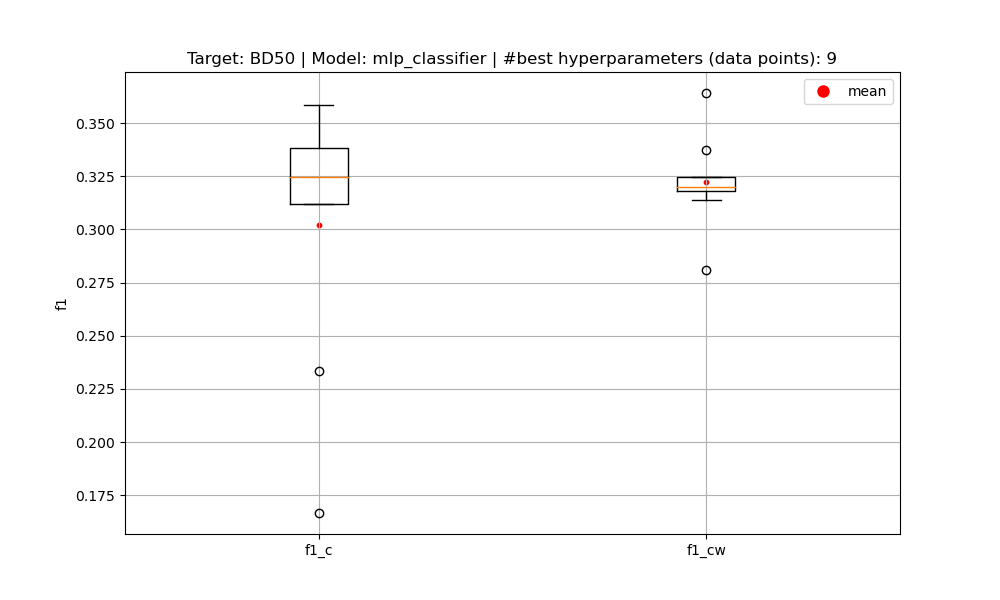 Target: BD50 | Model: mlp_classifier | #best hyperparameters (data points): 9
mean
0.350
0.325
0.300
0.275
0.250
0.225
0.200
0.175
f1
f1_c
f1_cw